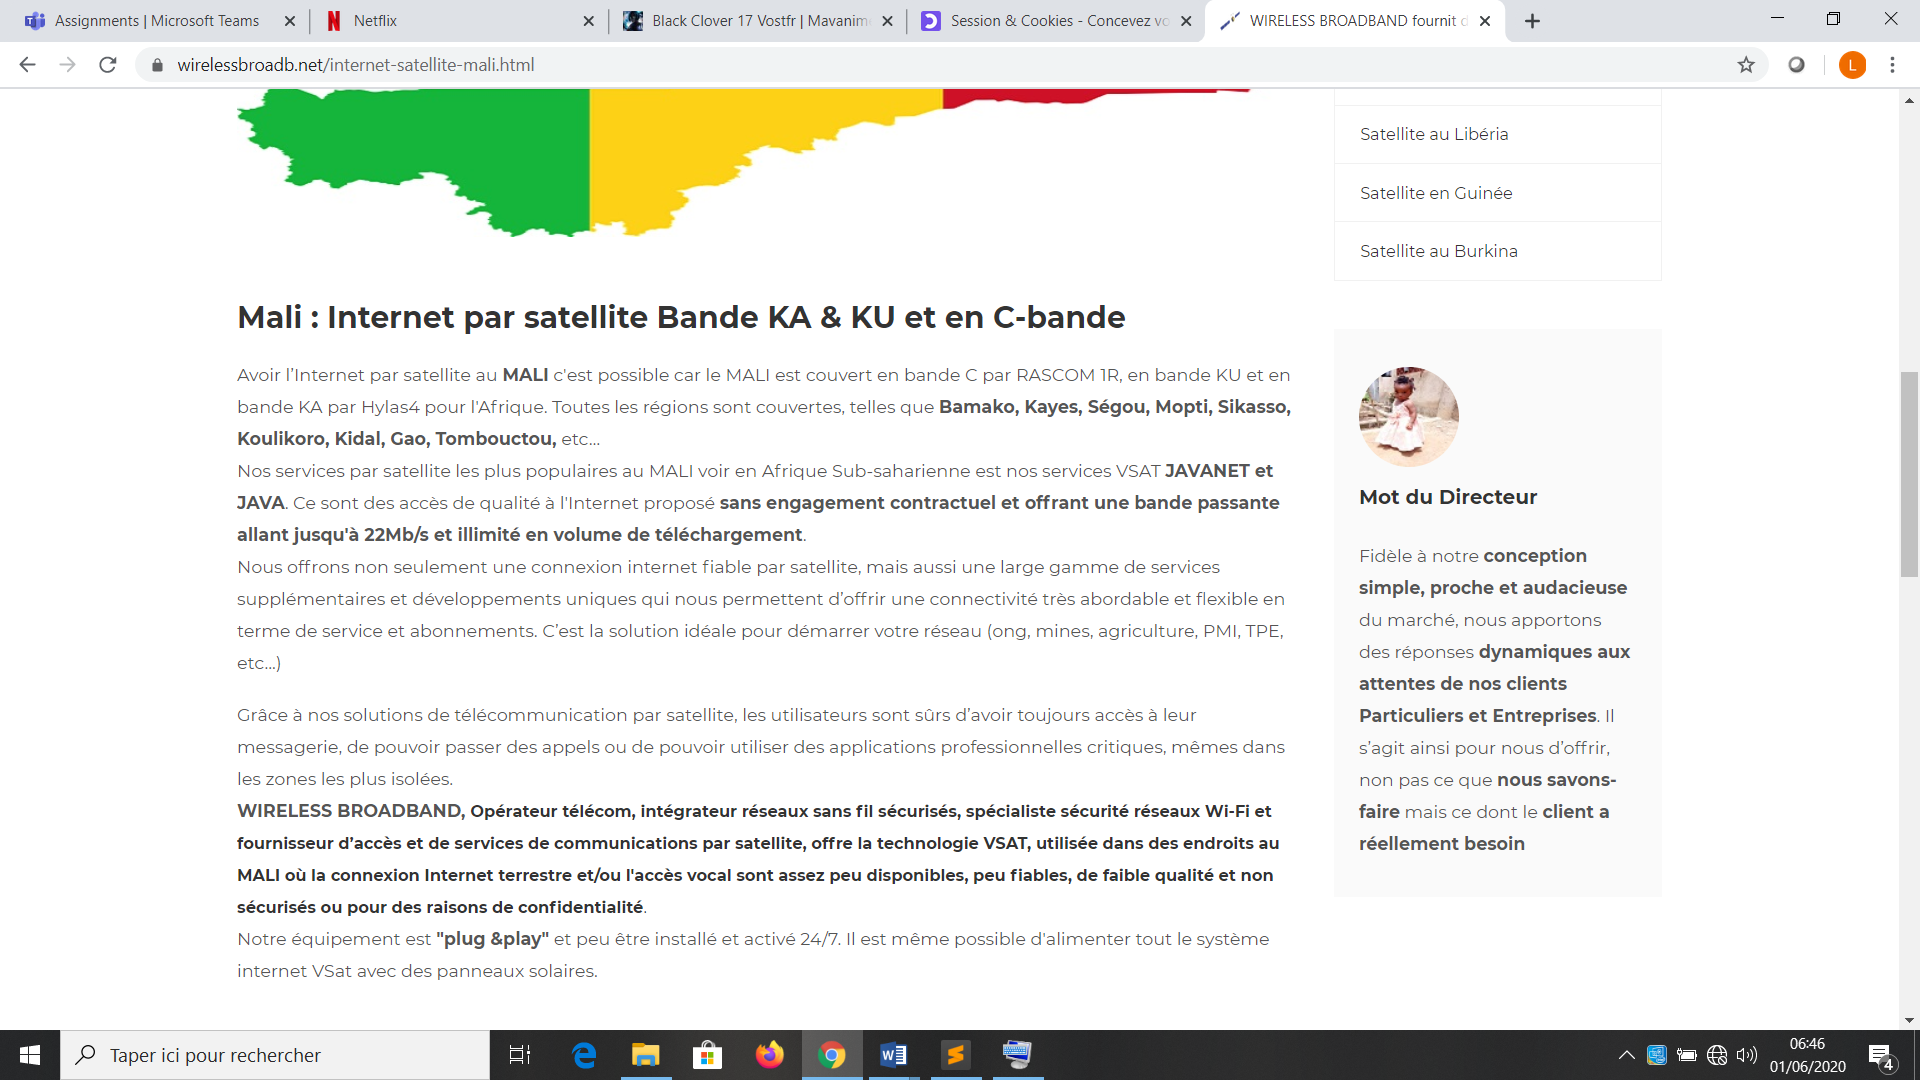 Assignments | Microsoft Teams
Netflix
Black Clover 17 Vostfr | Mavanim
Session & Cookies - Concevez vo
WIRELESS BROADBAND fournit d
wirelessbroadb.net/internet-satellite-mali.html
L
Satellite au Libéria
Satellite en Guinée
Satellite au Burkina
Mali : Internet par satellite Bande KA & KU et en C-bande
Avoir l’Internet par satellite au MALI c'est possible car le MALI est couvert en bande C par RASCOM 1R, en bande KU et en
bande KA par Hylas4 pour l'Afrique. Toutes les régions sont couvertes, telles que Bamako, Kayes, Ségou, Mopti, Sikasso,
Koulikoro, Kidal, Gao, Tombouctou, etc...
Nos services par satellite les plus populaires au MALI voir en Afrique Sub-saharienne est nos services VSAT JAVANET et
JAVA. Ce sont des accès de qualité à l'Internet proposé sans engagement contractuel et offrant une bande passante
allant jusqu'à 22Mb/s et illimité en volume de téléchargement.
Nous offrons non seulement une connexion internet fiable par satellite, mais aussi une large gamme de services
supplémentaires et développements uniques qui nous permettent d’offrir une connectivité très abordable et flexible en
terme de service et abonnements. C’est la solution idéale pour démarrer votre réseau (ong, mines, agriculture, PMI, TPE,
etc...)
Grâce à nos solutions de télécommunication par satellite, les utilisateurs sont sûrs d’avoir toujours accès à leur
messagerie, de pouvoir passer des appels ou de pouvoir utiliser des applications professionnelles critiques, mêmes dans
les zones les plus isolées.
WIRELESS BROADBAND, Opérateur télécom, intégrateur réseaux sans fil sécurisés, spécialiste sécurité réseaux Wi-Fi et
fournisseur d’accès et de services de communications par satellite, offre la technologie VSAT, utilisée dans des endroits au
MALI où la connexion Internet terrestre et/ou l'accès vocal sont assez peu disponibles, peu fiables, de faible qualité et non
sécurisés ou pour des raisons de confidentialité.
Notre équipement est "plug &play" et peu être installé et activé 24/7. Il est même possible d'alimenter tout le système
internet VSat avec des panneaux solaires.
Mot du Directeur
Fidèle à notre conception
simple, proche et audacieuse
du marché, nous apportons
des réponses dynamiques aux
attentes de nos clients
Particuliers et Entreprises. Il
s’agit ainsi pour nous d’offrir,
non pas ce que nous savons-
faire mais ce dont le client a
réellement besoin
Taper ici pour rechercher
06:46
01/06/2020
4